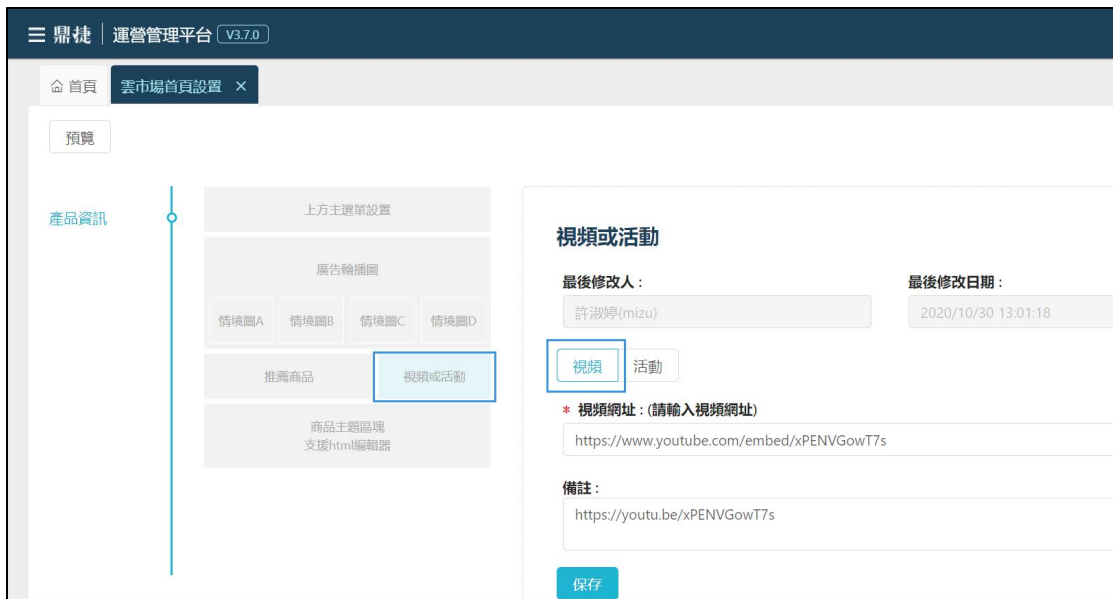 鼎捷 運營管理平台 V3.7.0
首頁 雲市場首頁設置 ×
預覽
產品資訊
上方主選單設置
廣告輪播圖
情境圖A 情境圖B 情境圖C 情境圖D
推薦商品 視頻或活動
商品主題區塊
支援html編輯器
視頻或活動
最後修改人 : 最後修改日期 :
許淑婷(mizu) 2020/10/30 13:01:18
視頻 活動
* 視頻網址 : (請輸入視頻網址)
https://www.youtube.com/embed/xPENVGowT7s
備註 :
https://youtu.be/xPENVGowT7s
保存